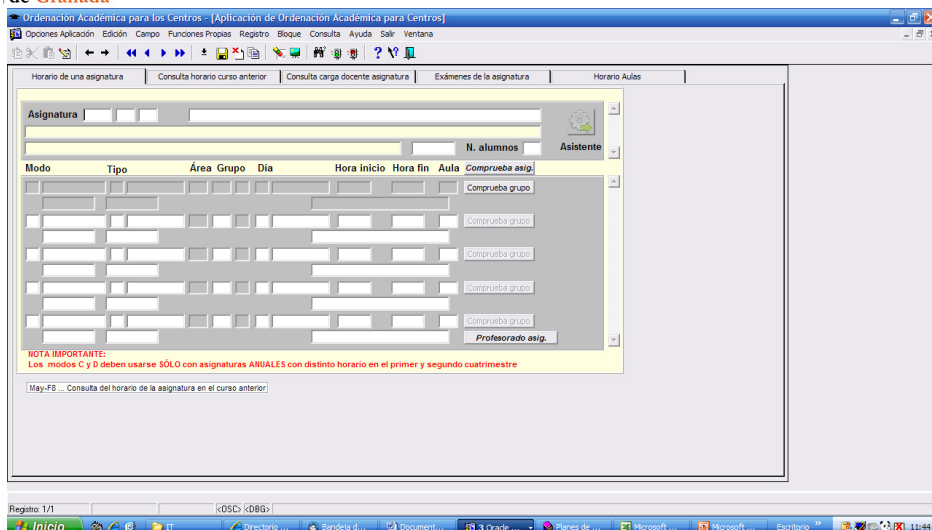 de Granada
Ordenación Académica para los Centros - [Aplicación de Ordenación Académica para Centros]
Opciones Aplicación Edición Campo Funciones Propias Registro Bloque Consulta Ayuda Salir Ventana
Horario de una asignatura Consulta horario curso anterior Consulta carga docente asignatura Exámenes de la asignatura Horario Aulas
Asignatura
N. alumnos Asistente
Modo Tipo Área Grupo Día Hora inicio Hora fin Aula Comprueba asig.
Comprueba grupo
Comprueba grupo
Comprueba grupo
Comprueba grupo
Comprueba grupo
Profesorado asig.
NOTA IMPORTANTE:
Los modos C y D deben usarse SÓLO con asignaturas ANUALES con distinto horario en el primer y segundo cuatrimestre
May-F8 ... Consulta del horario de la asignatura en el curso anterior
Registro: 1/1 <OSC> <DBG>
Inicio IT Directorio ... Bandeja d... Document... 3 Orade ... Planes de ... Microsoft ... Microsoft ... Escritorio » 11:44